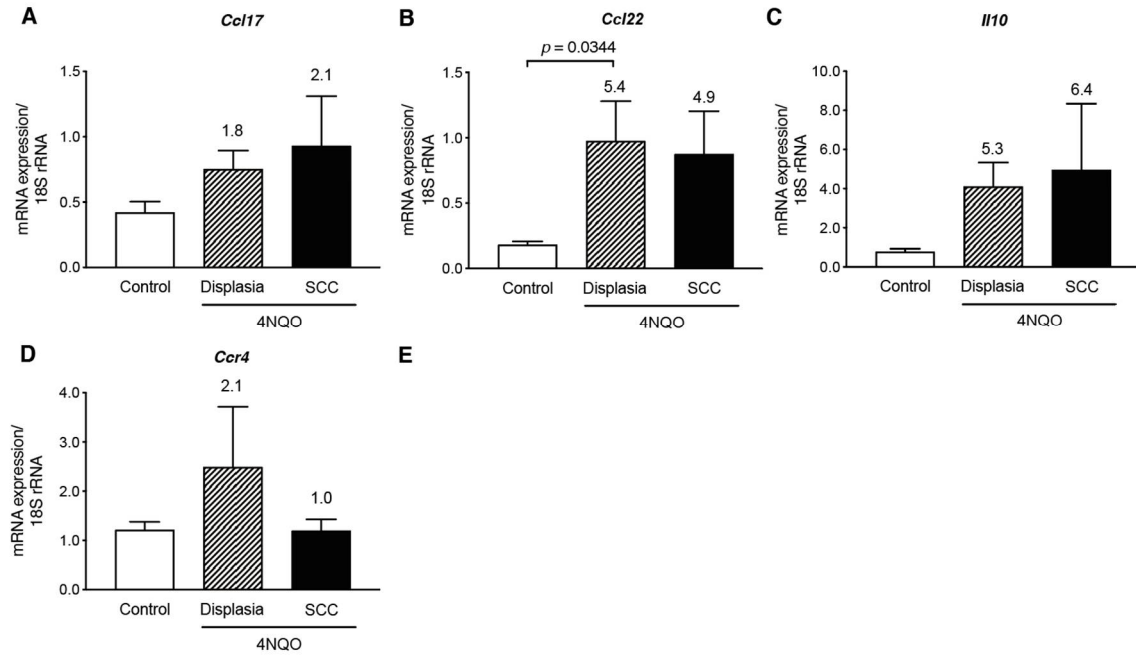 A
Ccl17
mRNA expression/
18S rRNA
1.5
1.0
0.5
0.0
1.8
2.1
Control
Displasia
SCC
4NQO
B
Ccl22
p = 0.0344
mRNA expression/
18S rRNA
1.5
1.0
0.5
0.0
5.4
4.9
Control
Displasia
SCC
4NQO
C
Il10
mRNA expression/
18S rRNA
10.0
8.0
6.0
4.0
2.0
0.0
5.3
6.4
Control
Displasia
SCC
4NQO
D
Ccr4
mRNA expression/
18S rRNA
4.0
3.0
2.0
1.0
0.0
2.1
1.0
Control
Displasia
SCC
4NQO
E